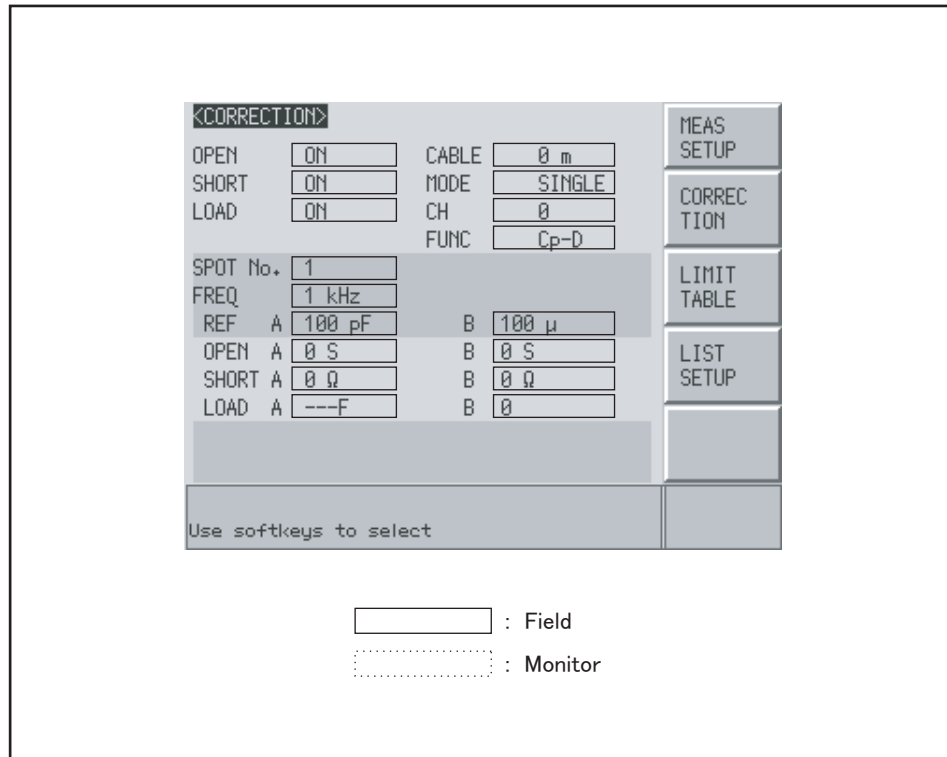 <CORRECTION>
OPEN ON CABLE 0 m
SHORT ON MODE SINGLE
LOAD ON CH 0
FUNC Cp-D
SPOT No. 1
FREQ 1 kHz
REF A 100 pF B 100 μ
OPEN A 0 S B 0 S
SHORT A 0 Ω B 0 Ω
LOAD A ---F B 0
Use softkeys to select
MEAS
SETUP
CORREC
TION
LIMIT
TABLE
LIST
SETUP
: Field
: Monitor